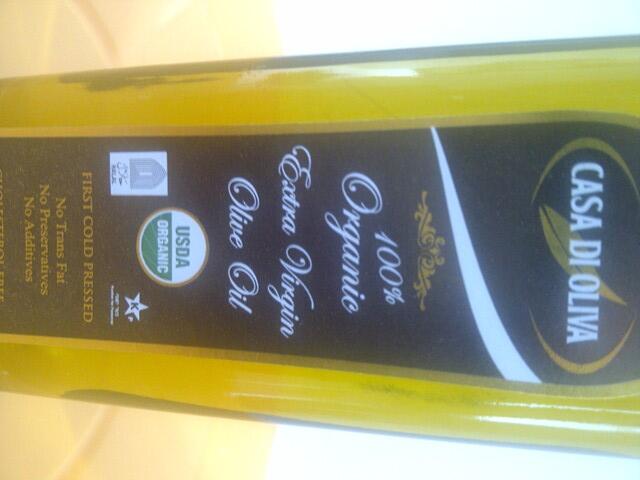 CASA DI OLIVA
100%
Organic
Extra Virgin
Olive Oil
USDA
ORGANIC
K
P
FIRST COLD PRESSED
No Trans Fat
No Preservatives
No Additives